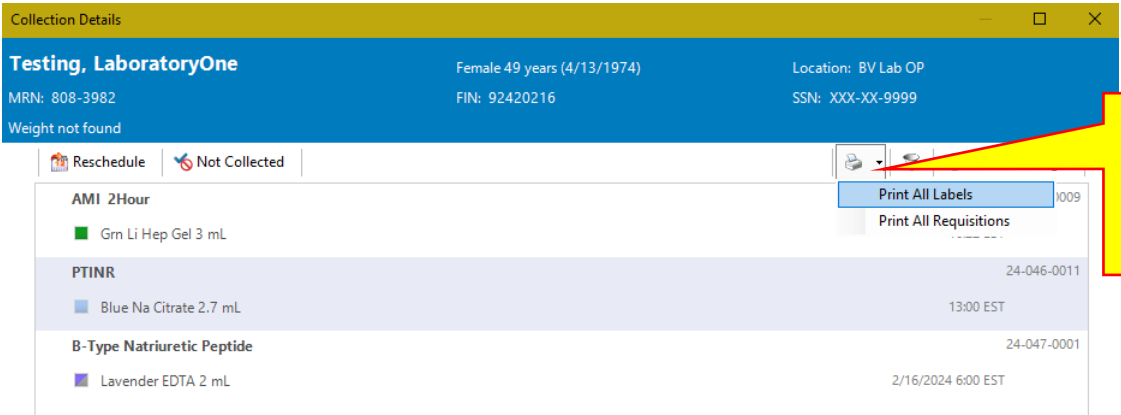 Collection Details
Testing, LaboratoryOne
Female 49 years (4/13/1974)
Location: BV Lab OP
MRN: 808-3982
FIN: 92420216
SSN: XXX-XX-9999
Weight not found
Reschedule
Not Collected
AMI 2Hour
Print All Labels
0009
Grn Li Hep Gel 3 mL
Print All Requisitions
PTINR
24-046-0011
Blue Na Citrate 2.7 mL
13:00 EST
B-Type Natriuretic Peptide
24-047-0001
Lavender EDTA 2 mL
2/16/2024 6:00 EST